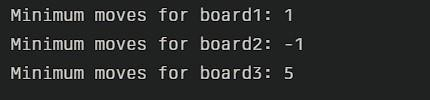 Minimum moves for board1: 1
Minimum moves for board2: -1
Minimum moves for board3: 5